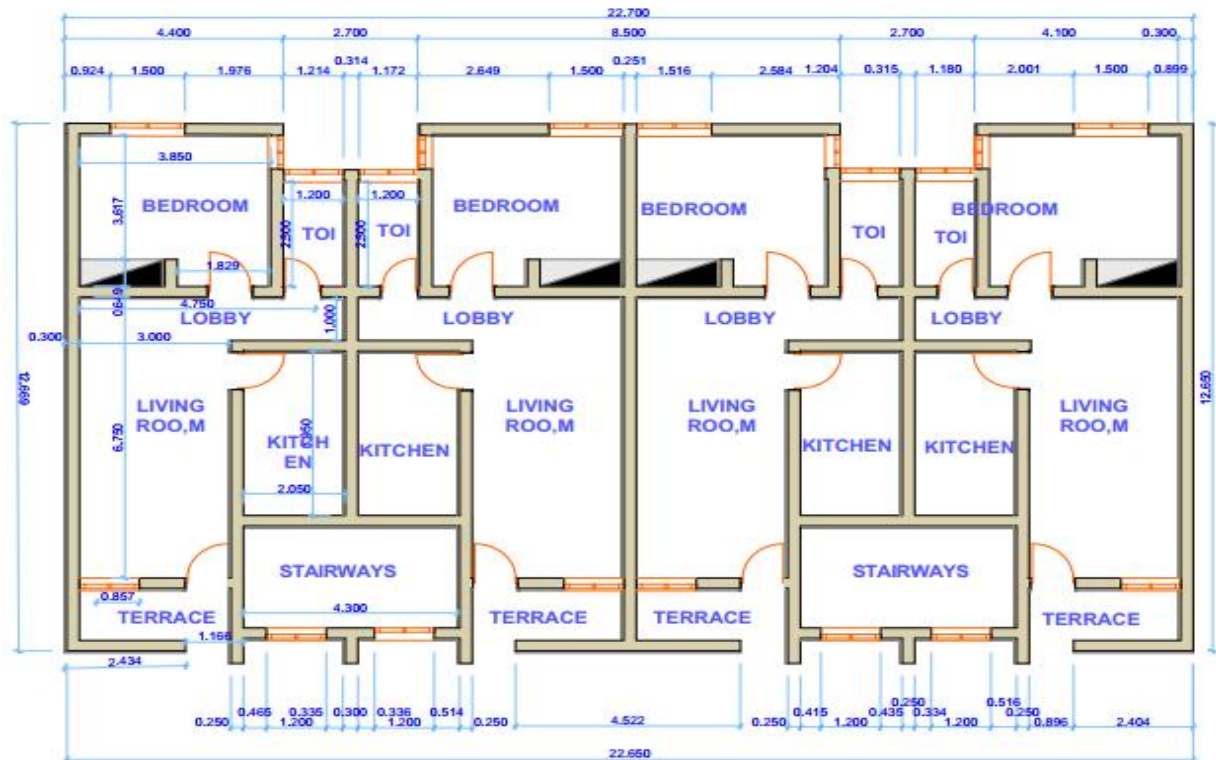 22.700
4.400 2.700 8.500 2.700 4.100 0.300
0.314 0.251 1.204
0.924 1.500 1.976 1.214 1.172 2.649 1.500 1.516 2.584 0.315 1.180 2.001 1.500 0.899
3.850
1.200 1.200
BEDROOM BEDROOM BEDROOM BEDROOM
3.617
2.500 2.500
TOI TOI TOI TOI
1.829
0.649
4.750
LOBBY LOBBY LOBBY LOBBY
1.000
0.300 3.000
12.669
12.650
LIVING LIVING LIVING LIVING
ROO,M ROO,M ROO,M ROO,M
6.750
KITCH KITCHEN KITCHEN KITCHEN
EN
2.050
STAIRWAYS STAIRWAYS
0.857
4.300
TERRACE TERRACE TERRACE
1.166
2.434
0.250 0.465 1.200 0.335 0.300 0.336 1.200 0.514 0.250 4.522 0.250 0.415 1.200 0.435 0.250 0.334 1.200 0.516 0.250 0.896 2.404
22.650